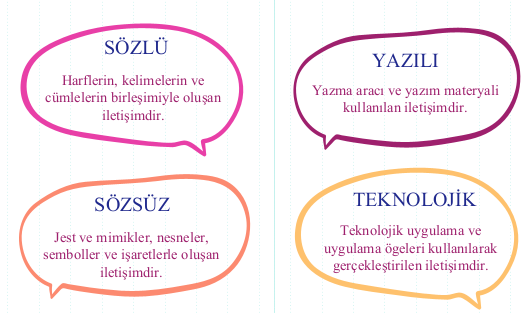 SÖZLÜ
Harflerin, kelimelerin ve
cümlelerin birleşimiyle oluşan
iletişimdir.
YAZILI
Yazma aracı ve yazım materyali
kullanılan iletişimdir.
SÖZSÜZ
Jest ve mimikler, nesneler,
semboller ve işaretlerle oluşan
iletişimdir.
TEKNOLOJİK
Teknolojik uygulama ve
uygulama ögeleri kullanılarak
gerçekleştirilen iletişimdir.